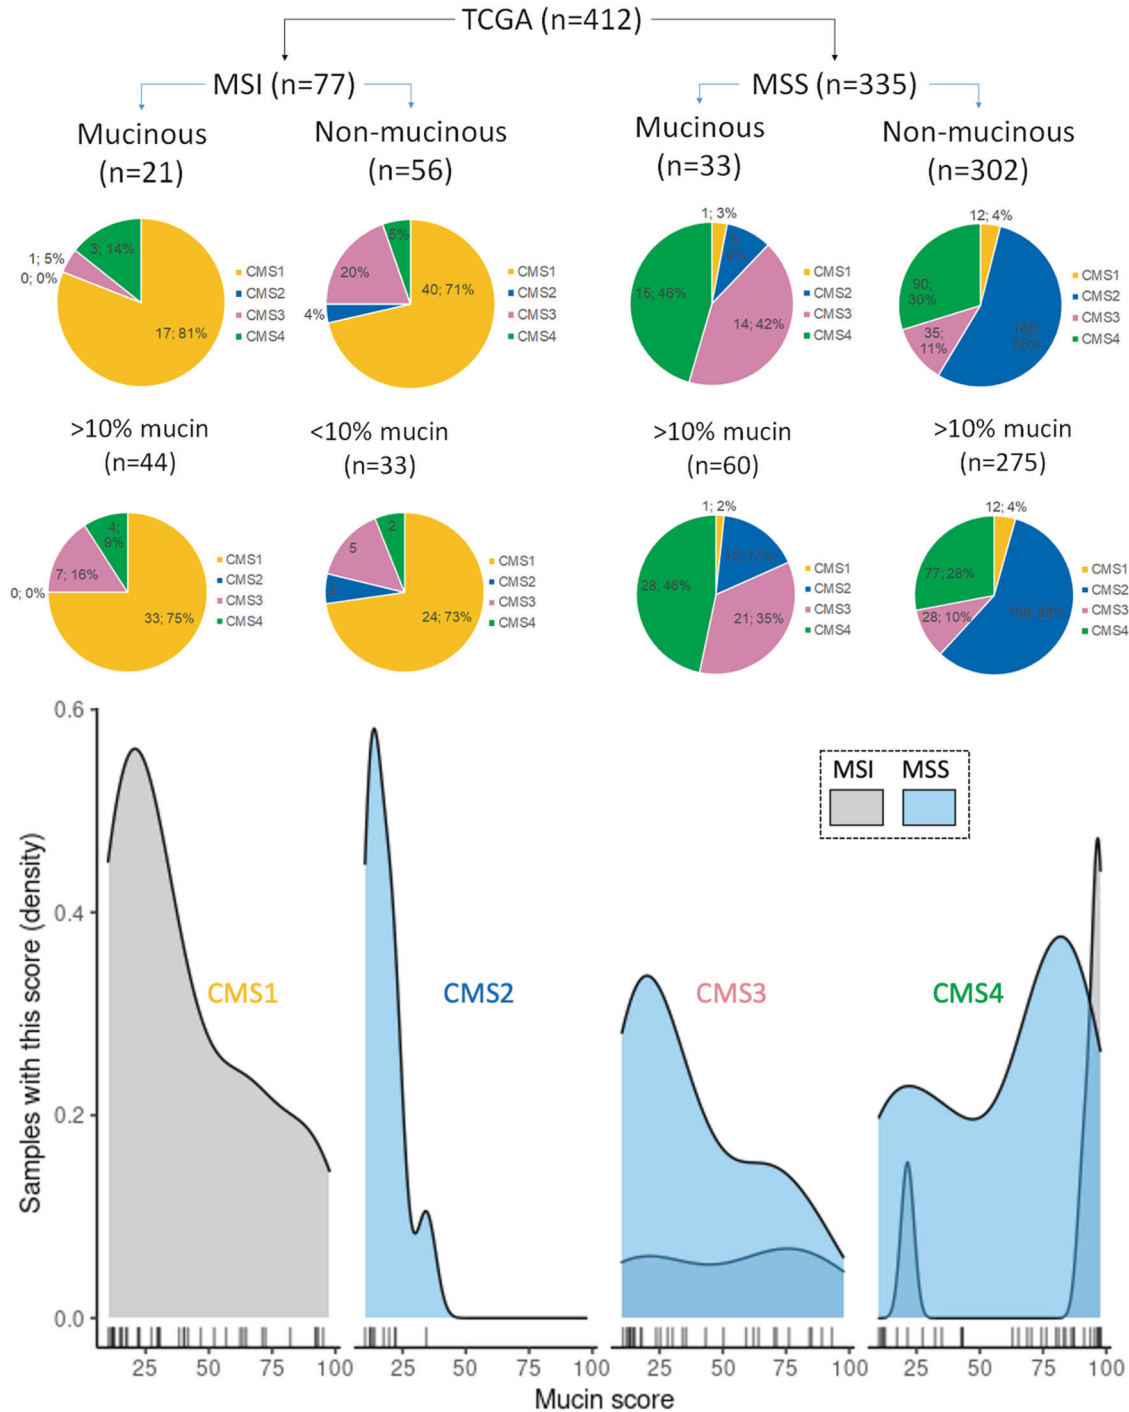 TCGA (n=412)
MSI (n=77)
MSS (n=335)
Mucinous
(n=21)
Non-mucinous
(n=56)
Mucinous
(n=33)
Non-mucinous
(n=302)
3; 14%
1; 5%
0; 0%
17; 81%
CMS1
CMS2
CMS3
CMS4
5%
20%
4%
40; 71%
CMS1
CMS2
CMS3
CMS4
1; 3%
15; 46%
14; 42%
CMS1
CMS2
CMS3
CMS4
12; 4%
90;
30%
35;
11%
CMS1
CMS2
CMS3
CMS4
>10% mucin
(n=44)
<10% mucin
(n=33)
>10% mucin
(n=60)
>10% mucin
(n=275)
4;
9%
7; 16%
0; 0%
33; 75%
CMS1
CMS2
CMS3
CMS4
2
5
2
24; 73%
CMS1
CMS2
CMS3
CMS4
1; 2%
10; 17%
28; 46%
21; 35%
CMS1
CMS2
CMS3
CMS4
12; 4%
77; 28%
28; 10%
CMS1
CMS2
CMS3
CMS4
Samples with this score (density)
0.6
0.4
0.2
0.0
MSI MSS
CMS1
CMS2
CMS3
CMS4
25 50 75 100
25 50 75 100
25 50 75 100
25 50 75 100
Mucin score